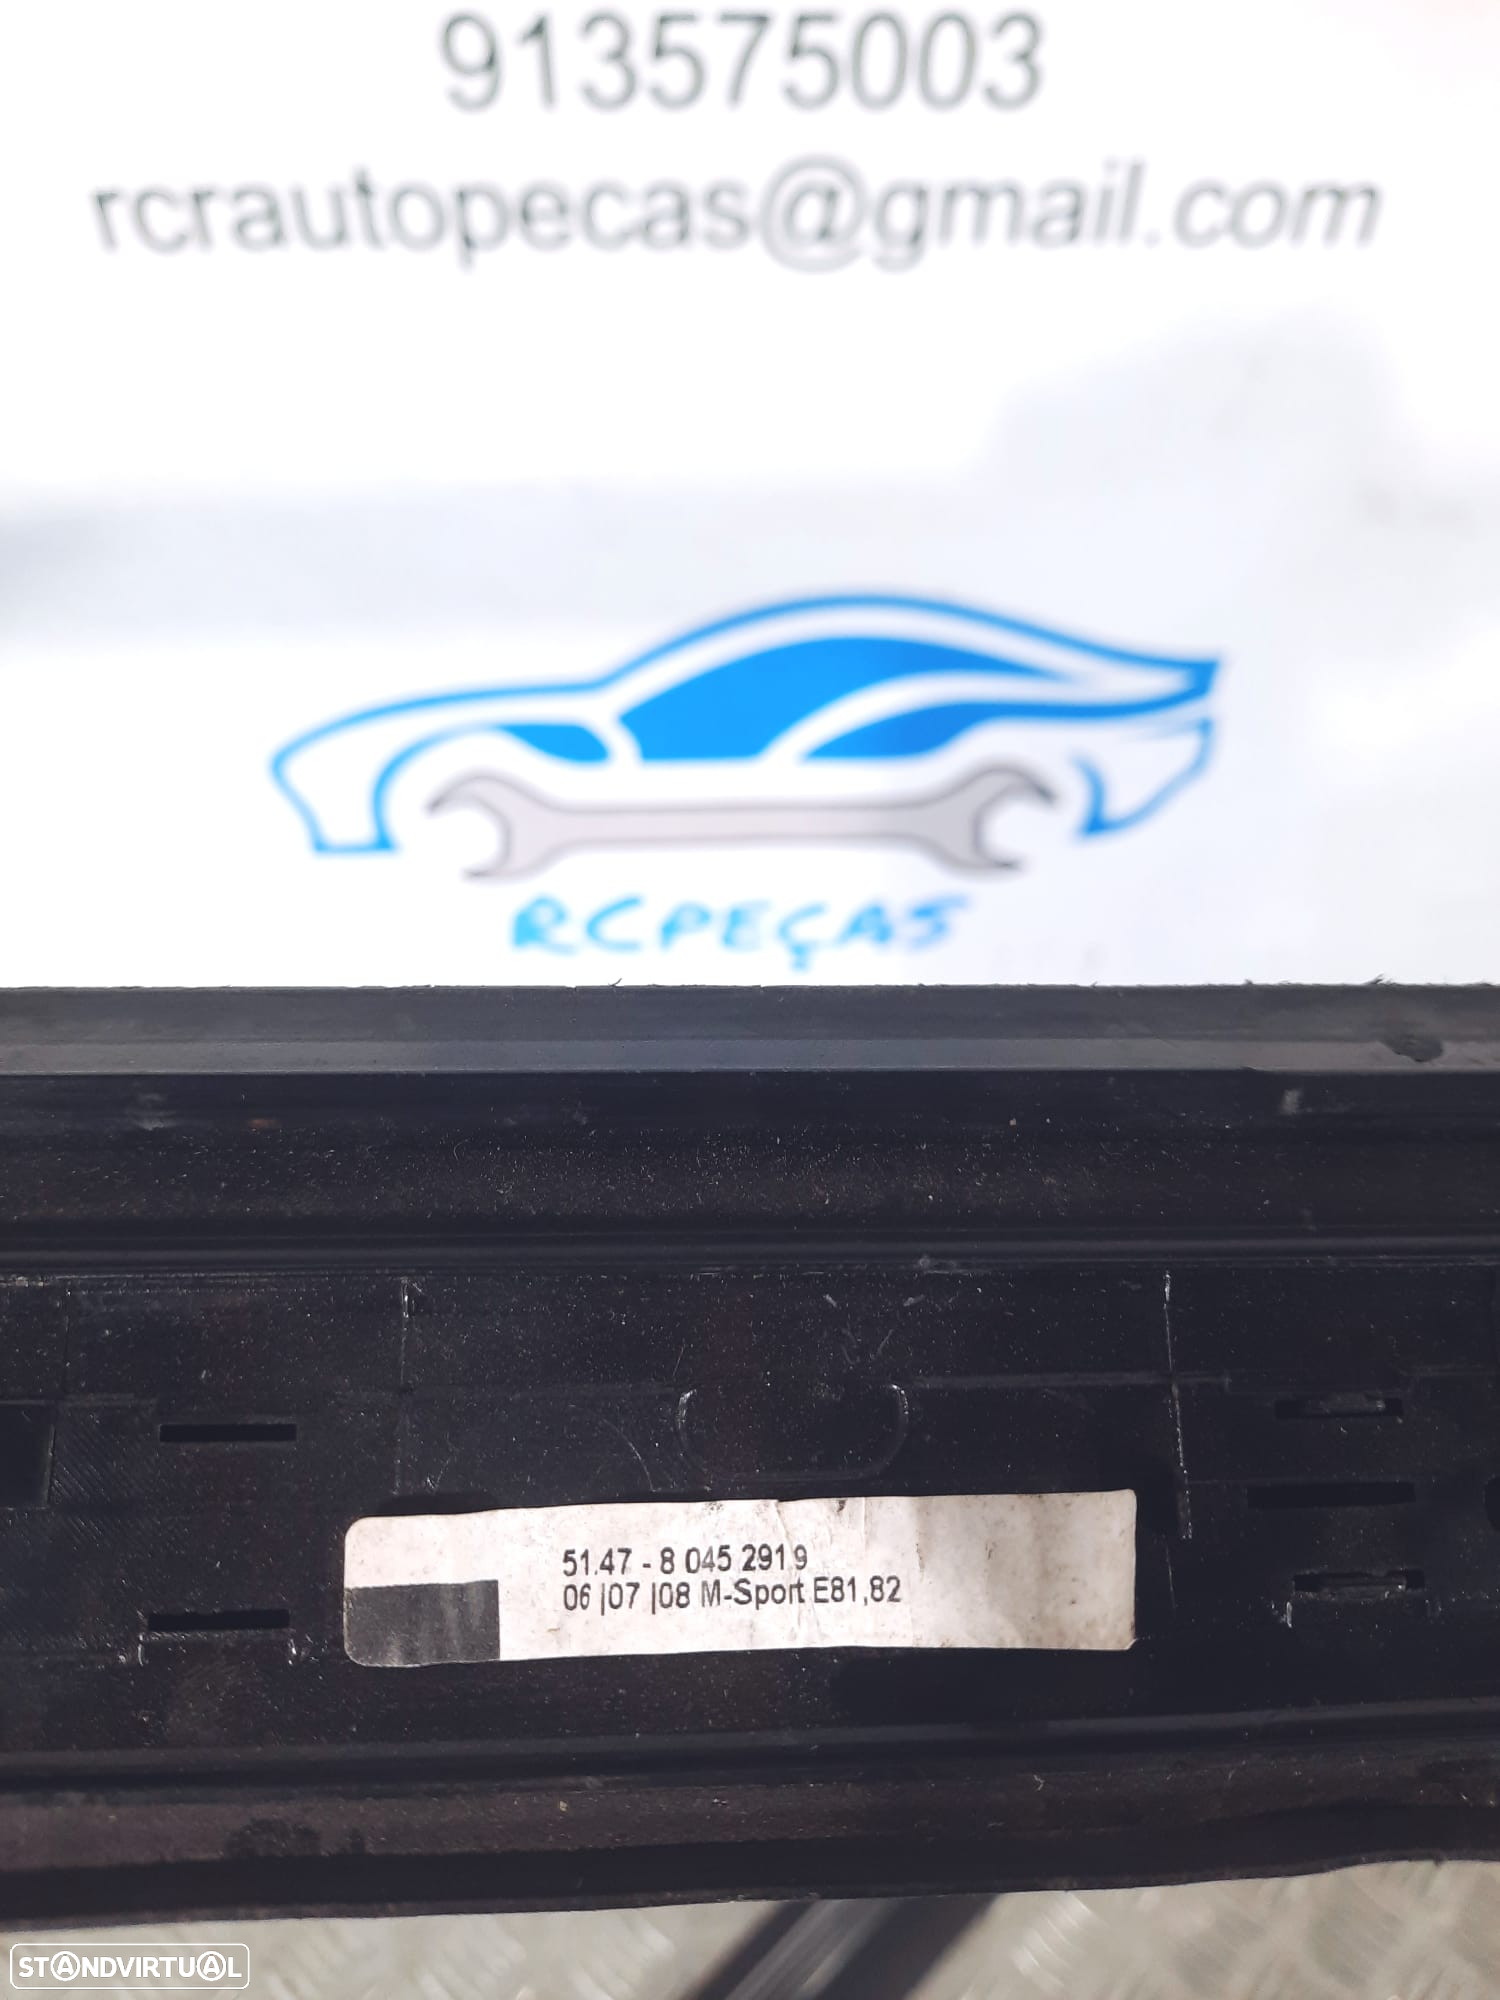 913575003
rcrautopecas@gmail.com
RCPEÇAS
51.47 - 8 045 291 9
06 |07 |08 M-Sport E81,82
STANDVIRTUAL